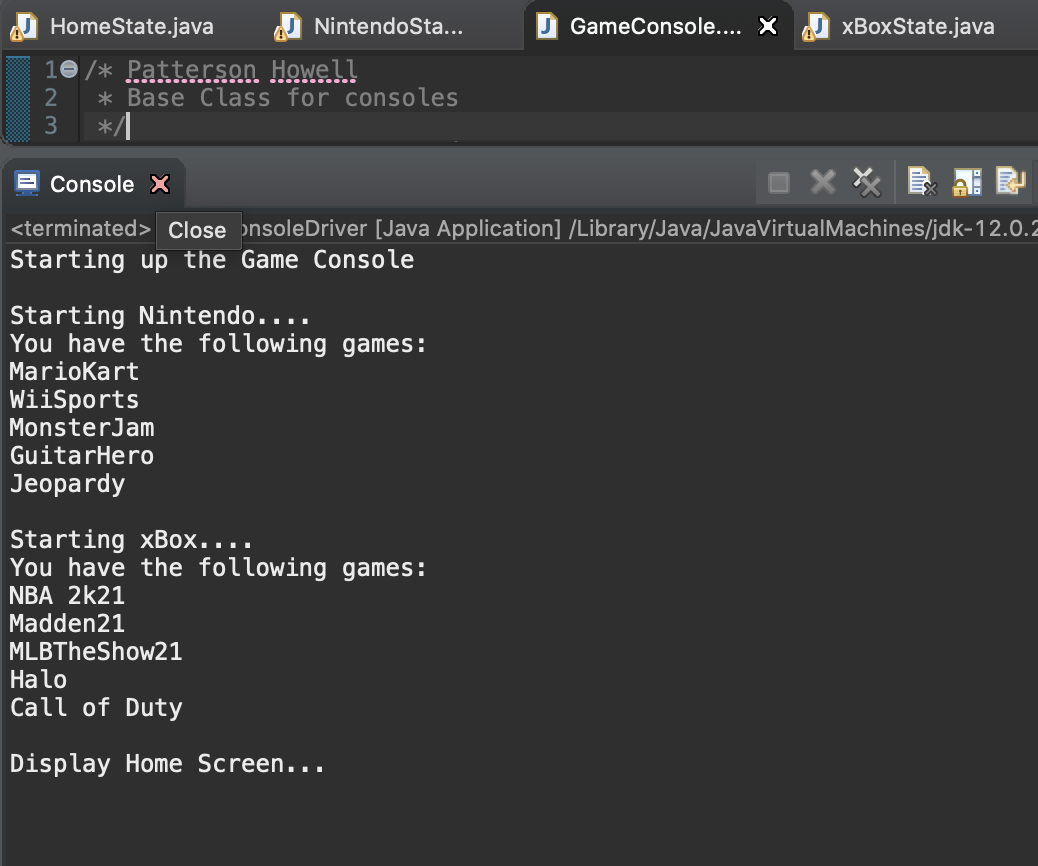 HomeState.java NintendoSta... GameConsole.... xBoxState.java
1 /* Patterson Howell
2 * Base Class for consoles
3 */
Console
<terminated> Close onsoleDriver [Java Application] /Library/Java/JavaVirtualMachines/jdk-12.0.2
Starting up the Game Console
Starting Nintendo....
You have the following games:
MarioKart
WiiSports
MonsterJam
GuitarHero
Jeopardy
Starting xBox....
You have the following games:
NBA 2k21
Madden21
MLBTheShow21
Halo
Call of Duty
Display Home Screen...